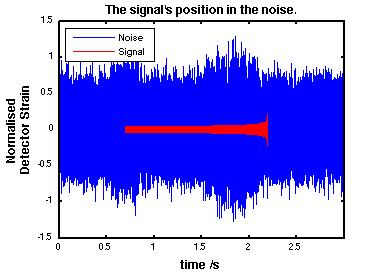 The signal's position in the noise.
1.5
Noise
Signal
1
0.5
0
-0.5
-1
-1.5
Normalised
Detector Strain
0 0.5 1 1.5 2 2.5
time /s